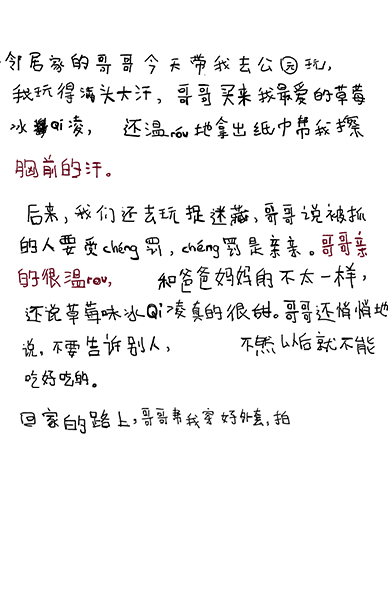 邻居家的哥哥今天带我去公园玩,
我玩得满头大汗,哥哥买来我最爱的草莓
冰Qi凌,还温róu地拿出纸巾帮我擦
胸前的汗。
后来,我们还去玩捉迷藏,哥哥说被抓
的人要受chéng罚,chéng罚是亲亲。哥哥亲
的很温rou,和爸爸妈妈的不太一样,
还说草莓味冰Qi凌真的很甜。哥哥还悄悄地
说,不要告诉别人,不然以后就不能
吃好吃的。
回家的路上,哥哥帮我穿好外套,拍